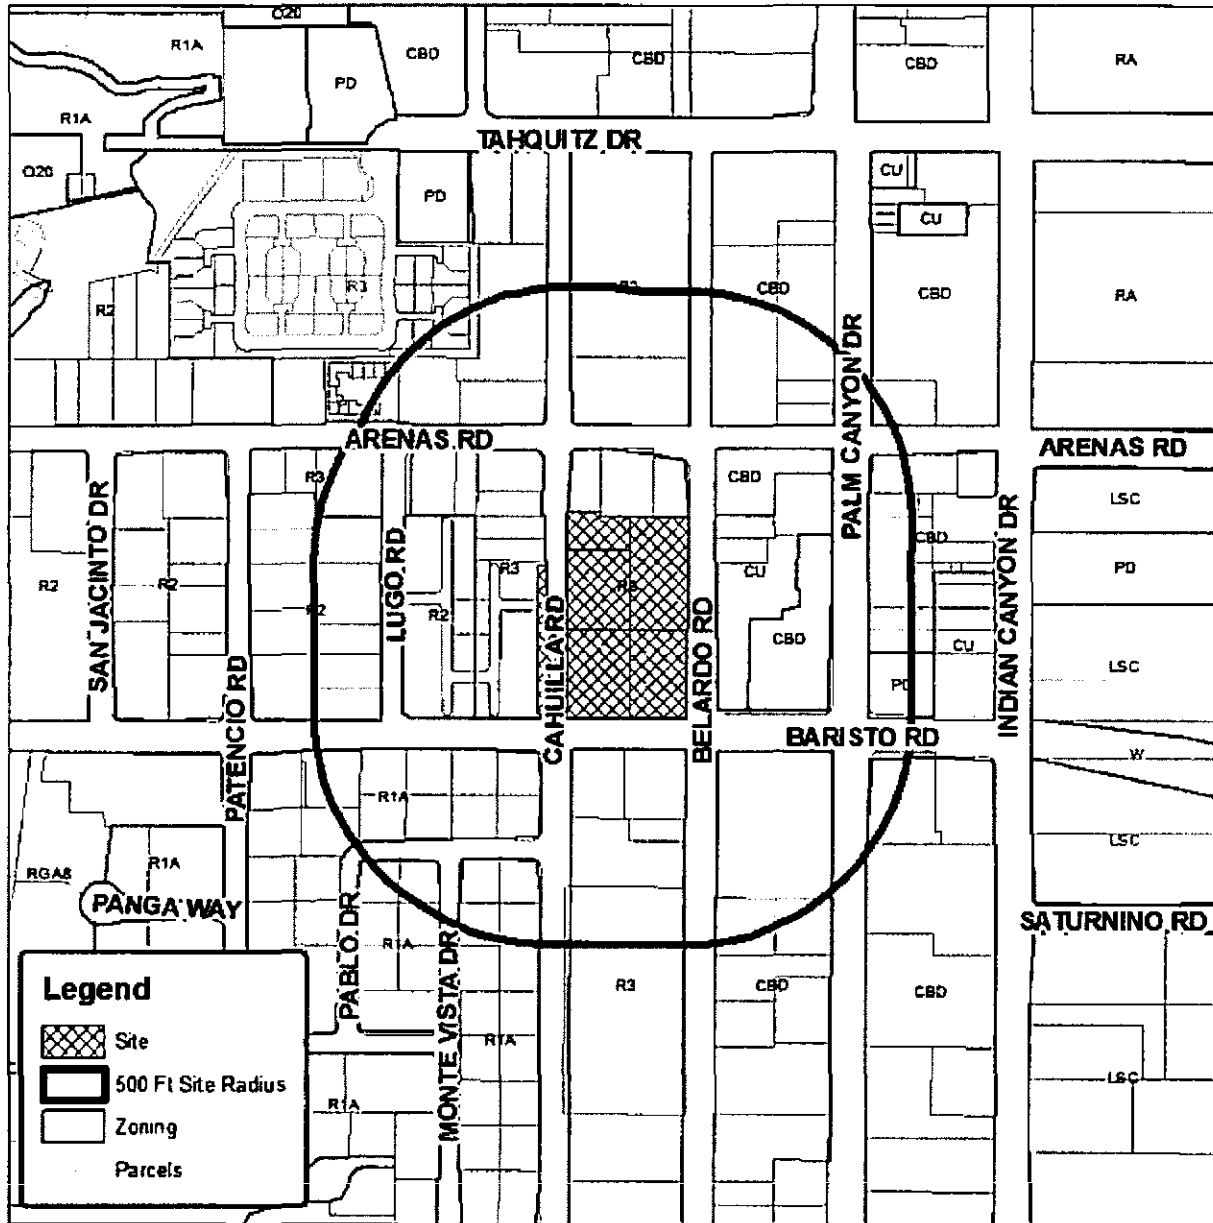 O20
R1A
CBD
CBD
CBD
RA
PD
R1A
TAHQUITZ DR
O20
CU
PD
CU
R3
CBD
CBD
RA
R2
PALM CANYON DR
ARENAS RD
ARENAS RD
R3
CBD
LSC
SAN JACINTO DR
LUGO RD
INDIAN CANYON DR
CBD
R2
R2
R3
CU
PD
R2
R2
CAHUILLA RD
BELARDO RD
CBD
CU
LSC
PATENCIO RD
BARISTO RD
W
R1A
LSC
RGA8
R1A
PANGA WAY
SATURNINO RD
PABLO DR
R1A
MONTE VISTA DR
R3
CBD
CBD
R1A
LSC
R1A
Legend
Site
500 Ft Site Radius
Zoning
Parcels